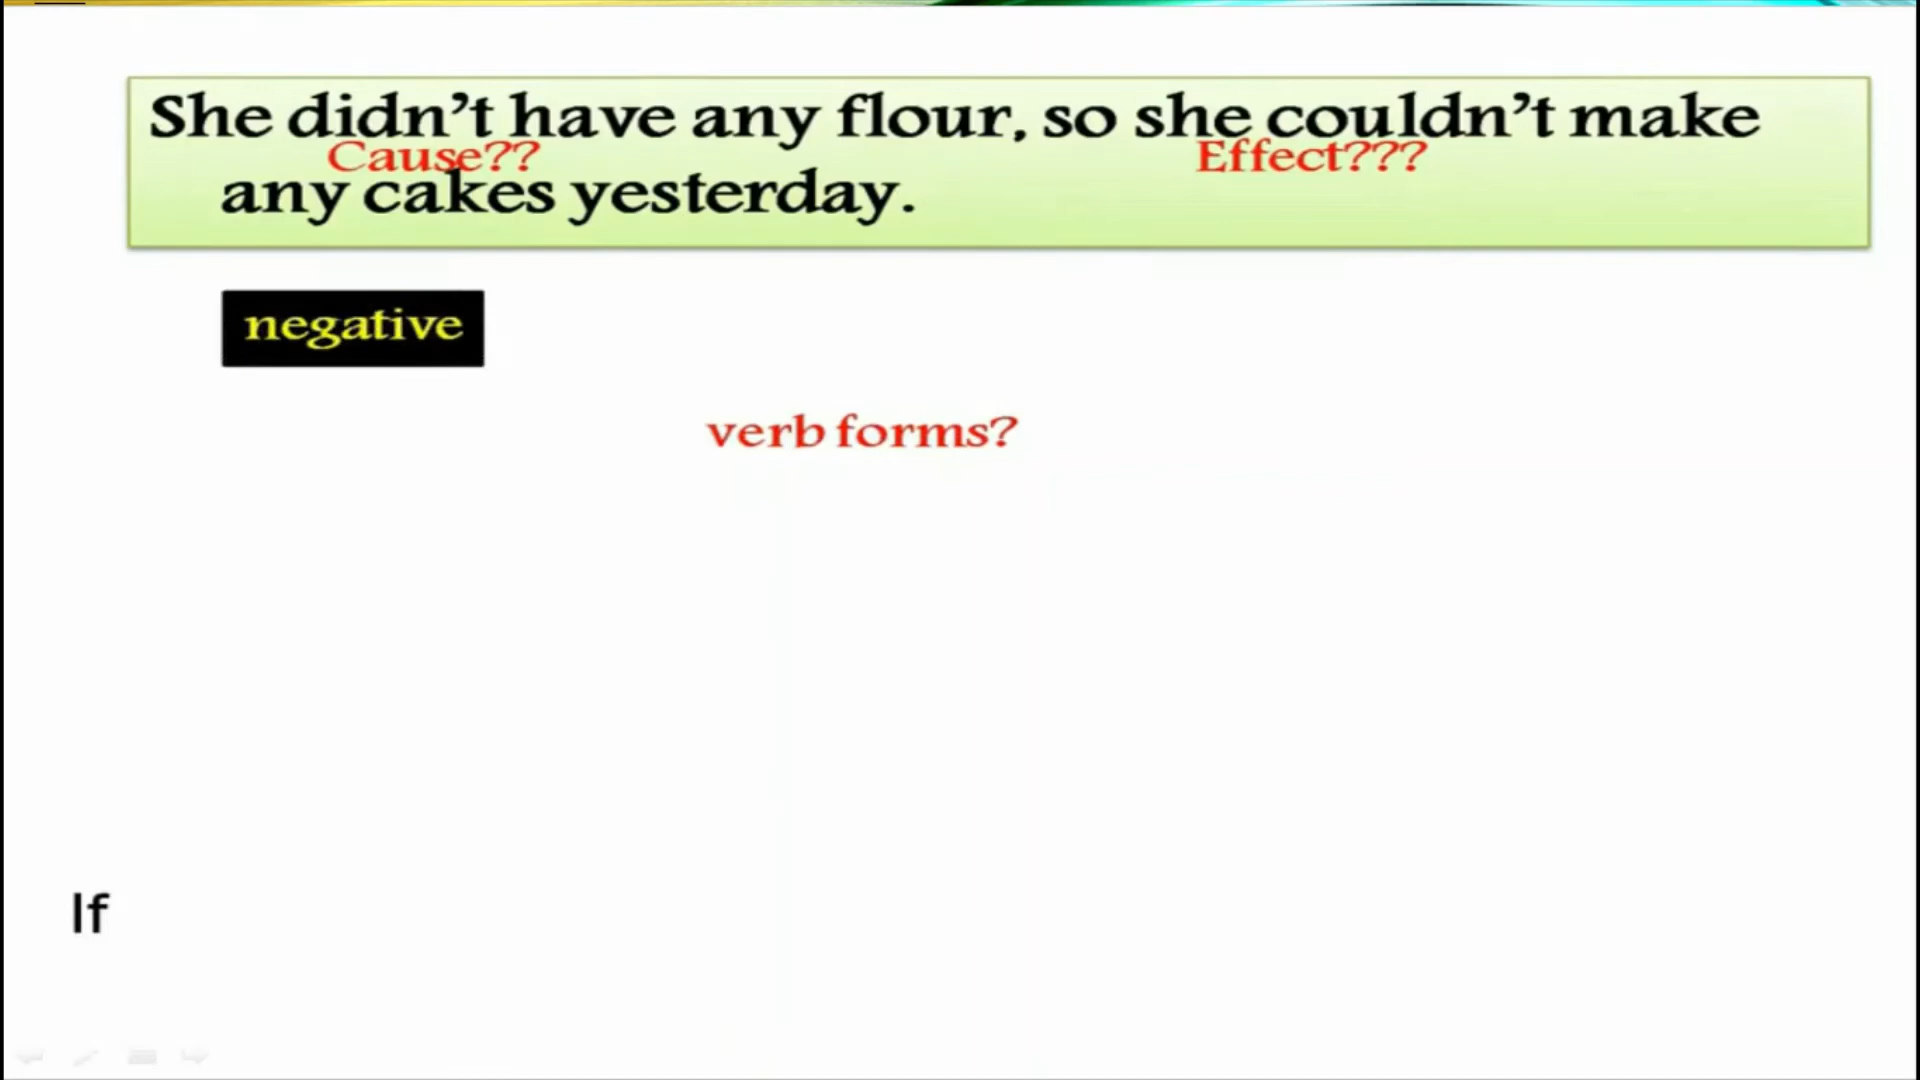 She didn’t have any flour, so she couldn’t make
Cause?? Effect???
any cakes yesterday.
negative
verb forms?
If